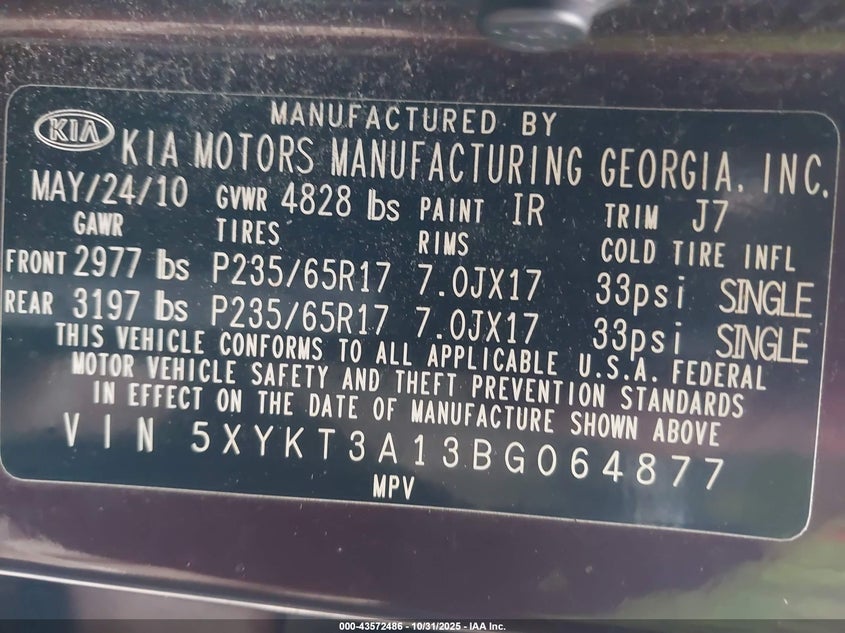 MANUFACTURED BY
KIA KIA MOTORS MANUFACTURING GEORGIA, INC.
MAY/24/10 GVWR 4828 lbs PAINT IR TRIM J7
GAWR TIRES RIMS COLD TIRE INFL
FRONT 2977 lbs P235/65R17 7.0JX17 33psi SINGLE
REAR 3197 lbs P235/65R17 7.0JX17 33psi SINGLE
THIS VEHICLE CONFORMS TO ALL APPLICABLE U.S.A. FEDERAL
MOTOR VEHICLE SAFETY AND THEFT PREVENTION STANDARDS
IN EFFECT ON THE DATE OF MANUFACTURE SHOWN ABOVE
VIN 5XYKT3A13BG064877
MPV
000-43572486 - 10/31/2025 - IAA Inc.